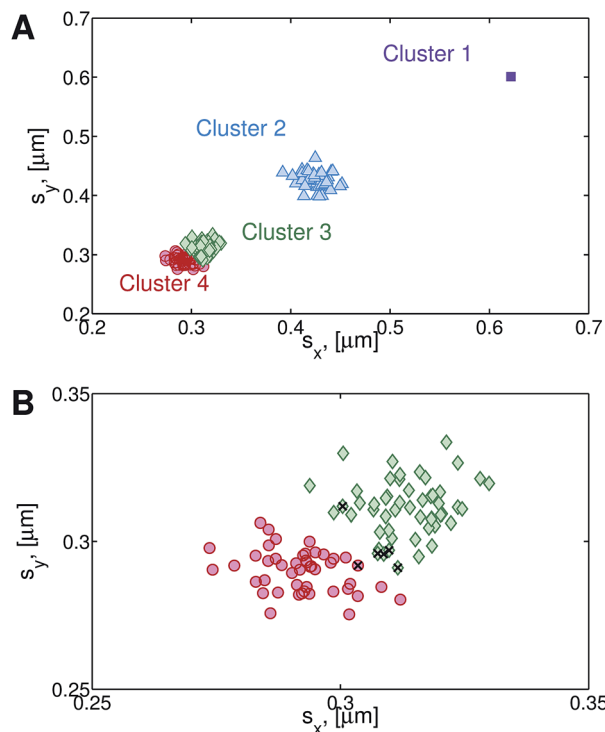 A
0.7
0.6
0.5
0.4
0.3
0.2
s_y, [μm]
Cluster 1
Cluster 2
Cluster 3
Cluster 4
0.2 0.3 0.4 0.5 0.6 0.7
s_x, [μm]
B
0.35
0.3
0.25
s_y, [μm]
0.25 0.3 0.35
s_x, [μm]